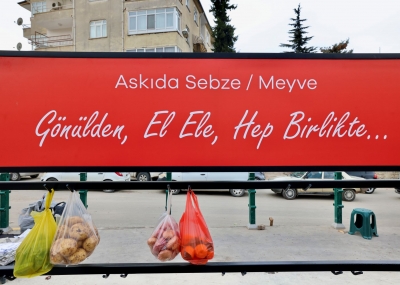 Askıda Sebze / Meyve
Gönülden, El Ele, Hep Birlikte...